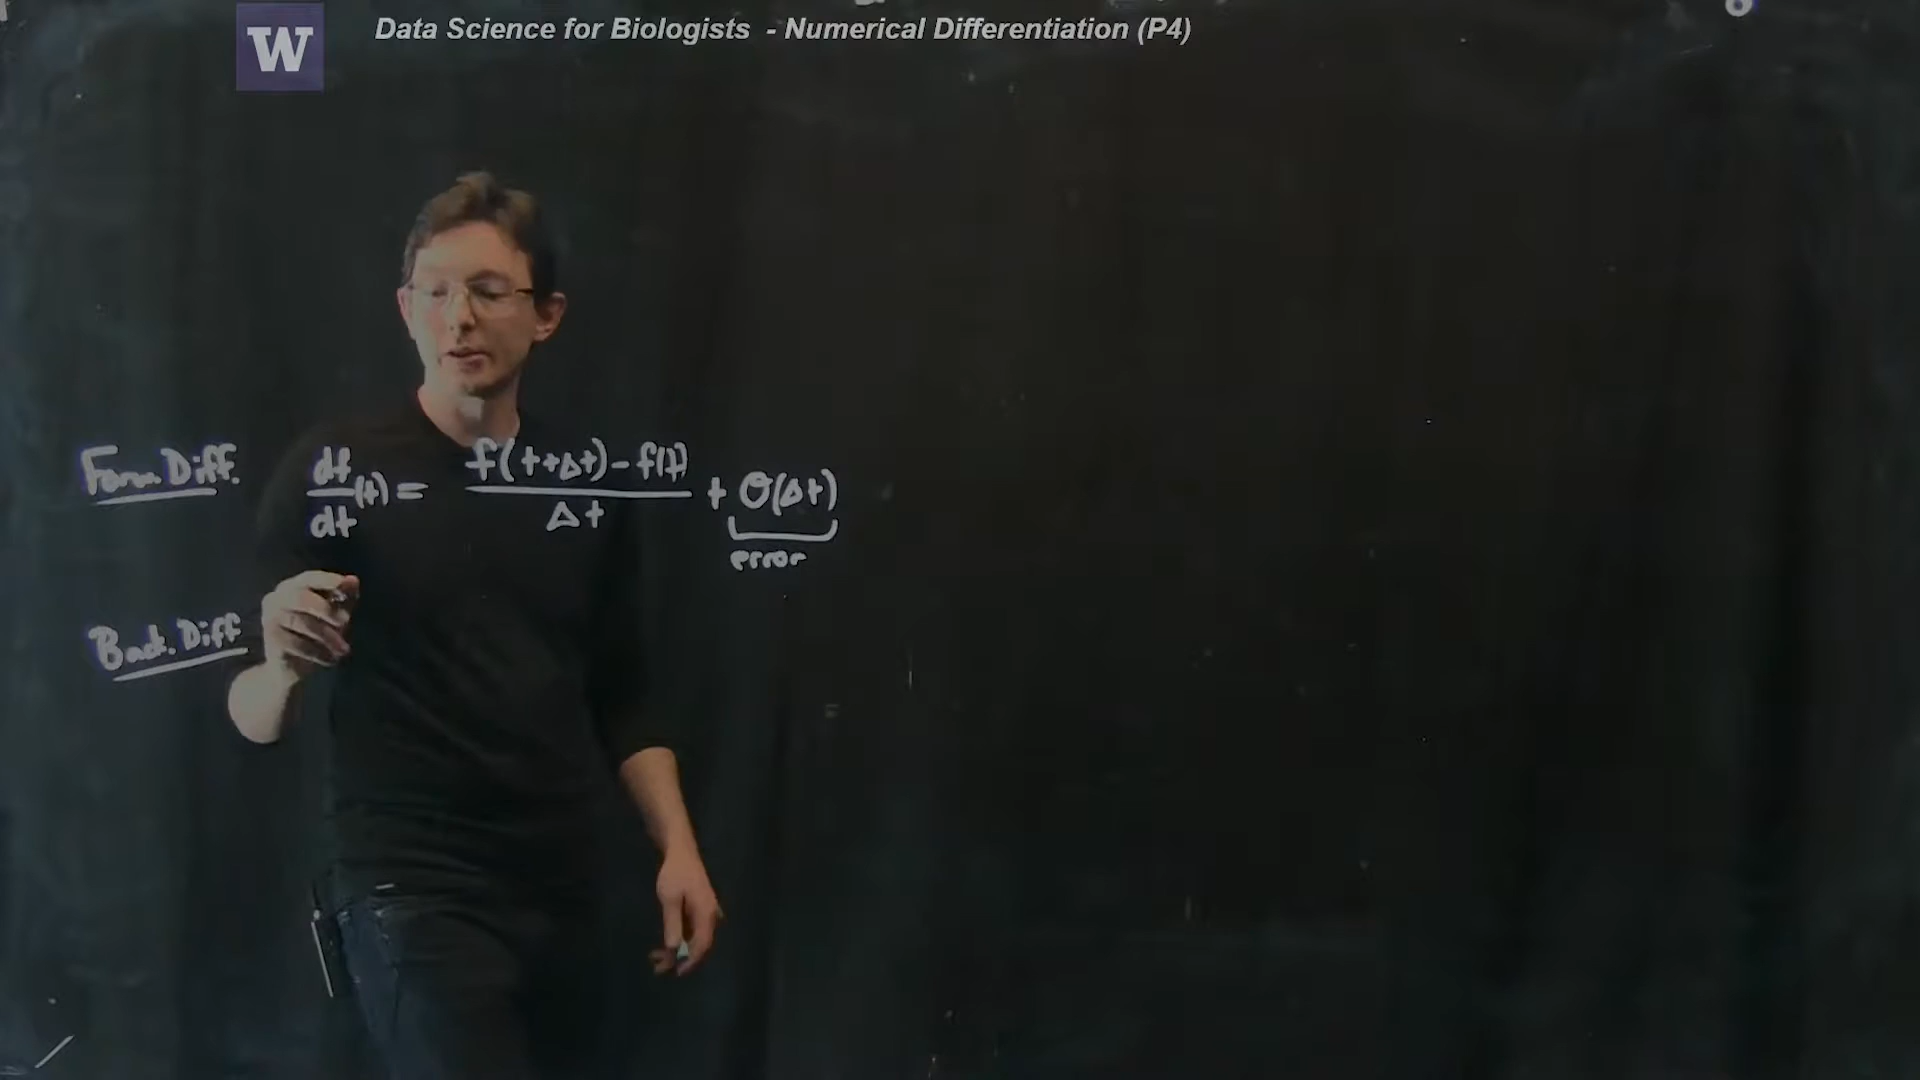 W Data Science for Biologists - Numerical Differentiation (P4)
Forw. Diff. df/dt (t) = f(t+Δt) - f(t) / Δt + O(Δt)
error
Back. Diff